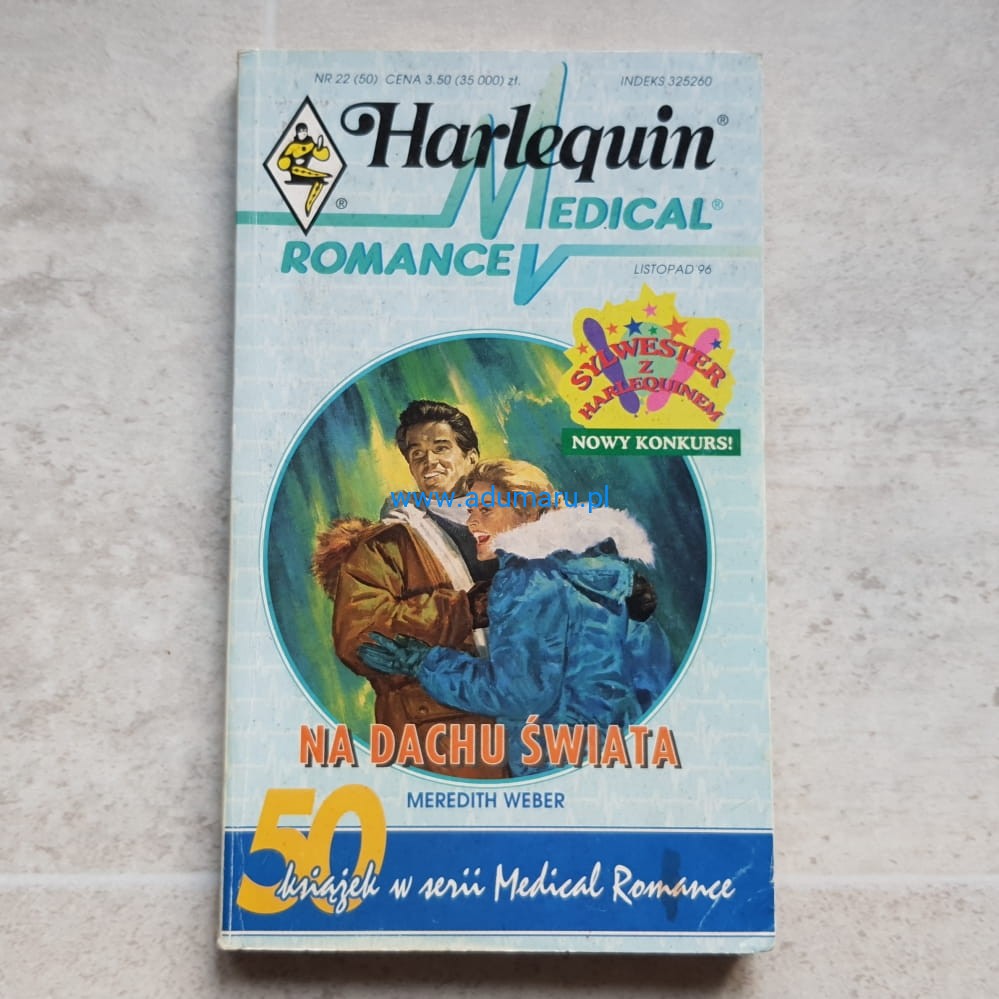 NR 22 (50) CENA 3.50 (35 000) zł.
INDEKS 325260
Harlequin®
®
MEDICAL®
ROMANCE
LISTOPAD '96
SYLWESTER
Z
HARLEQUINEM
NOWY KONKURS!
www.adumaru.pl
NA DACHU ŚWIATA
MEREDITH WEBER
50
książek w serii Medical Romance